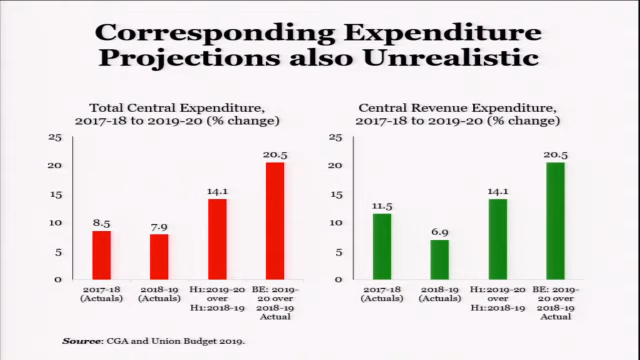 Corresponding Expenditure
Projections also Unrealistic
Total Central Expenditure,
2017-18 to 2019-20 (% change)
25
20
15
10
5
0
8.5
7.9
14.1
20.5
2017-18
(Actuals)
2018-19
(Actuals)
H1:2019-20
over
H1:2018-19
BE: 2019-
20 over
2018-19
Actual
Central Revenue Expenditure,
2017-18 to 2019-20 (% change)
25
20
15
10
5
0
11.5
6.9
14.1
20.5
2017-18
(Actuals)
2018-19
(Actuals)
H1:2019-20
over
H1:2018-19
BE: 2019-
20 over
2018-19
Actual
Source: CGA and Union Budget 2019.